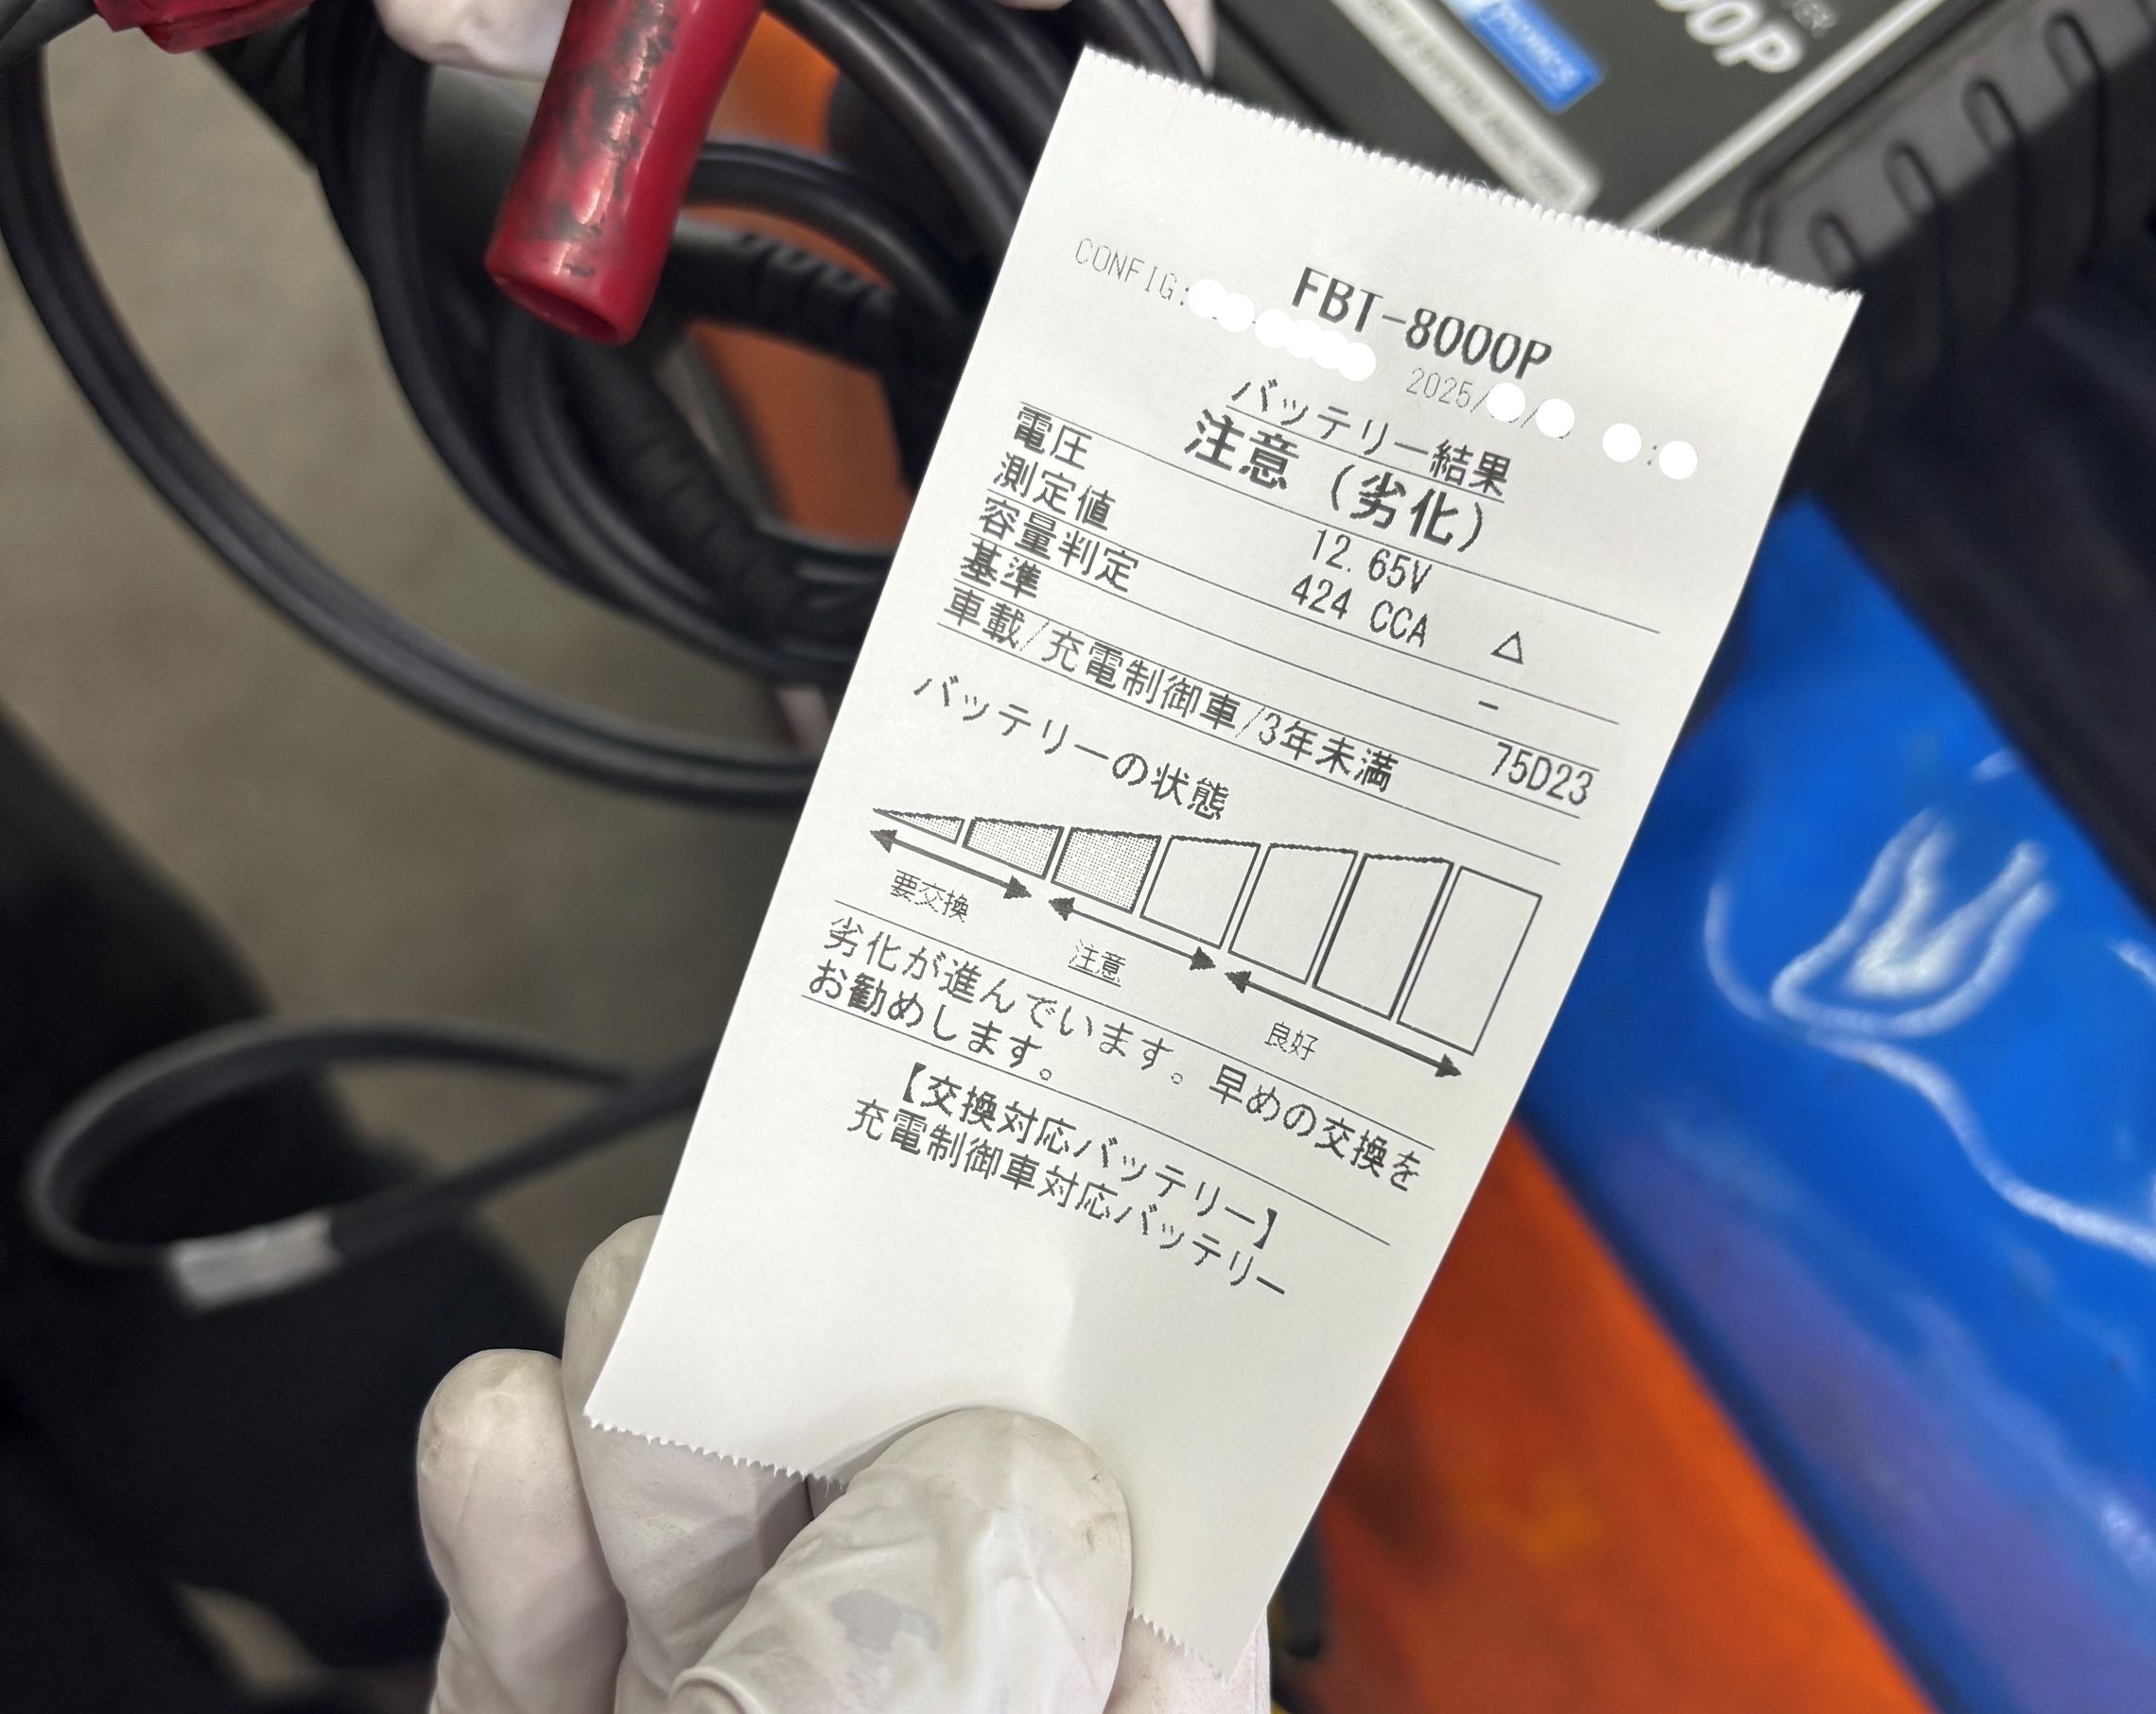 FBT-8000P
CONFIG:
2025/
:
バッテリー結果
注意（劣化）
電圧 12.65V
測定値 424 CCA △
容量判定 -
基準 75D23
車載/充電制御車/3年未満
バッテリーの状態
要交換 注意 良好
劣化が進んでいます。早めの交換を
お勧めします。
【交換対応バッテリー】
充電制御車対応バッテリー
00P